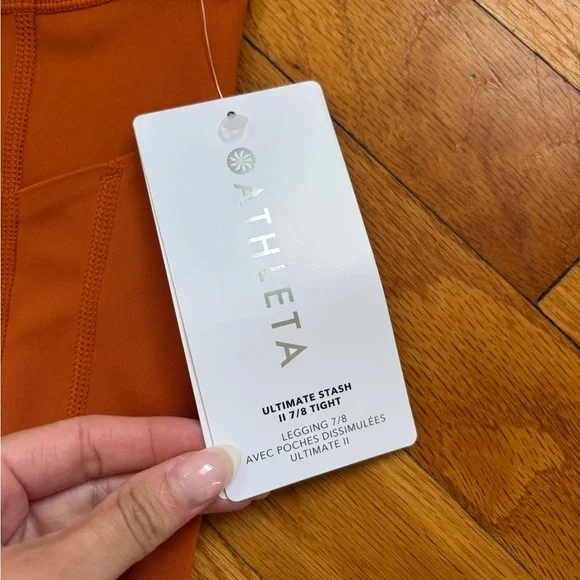 ATHLETA
ULTIMATE STASH
II 7/8 TIGHT
LEGGING 7/8
AVEC POCHES DISSIMULÉES
ULTIMATE II